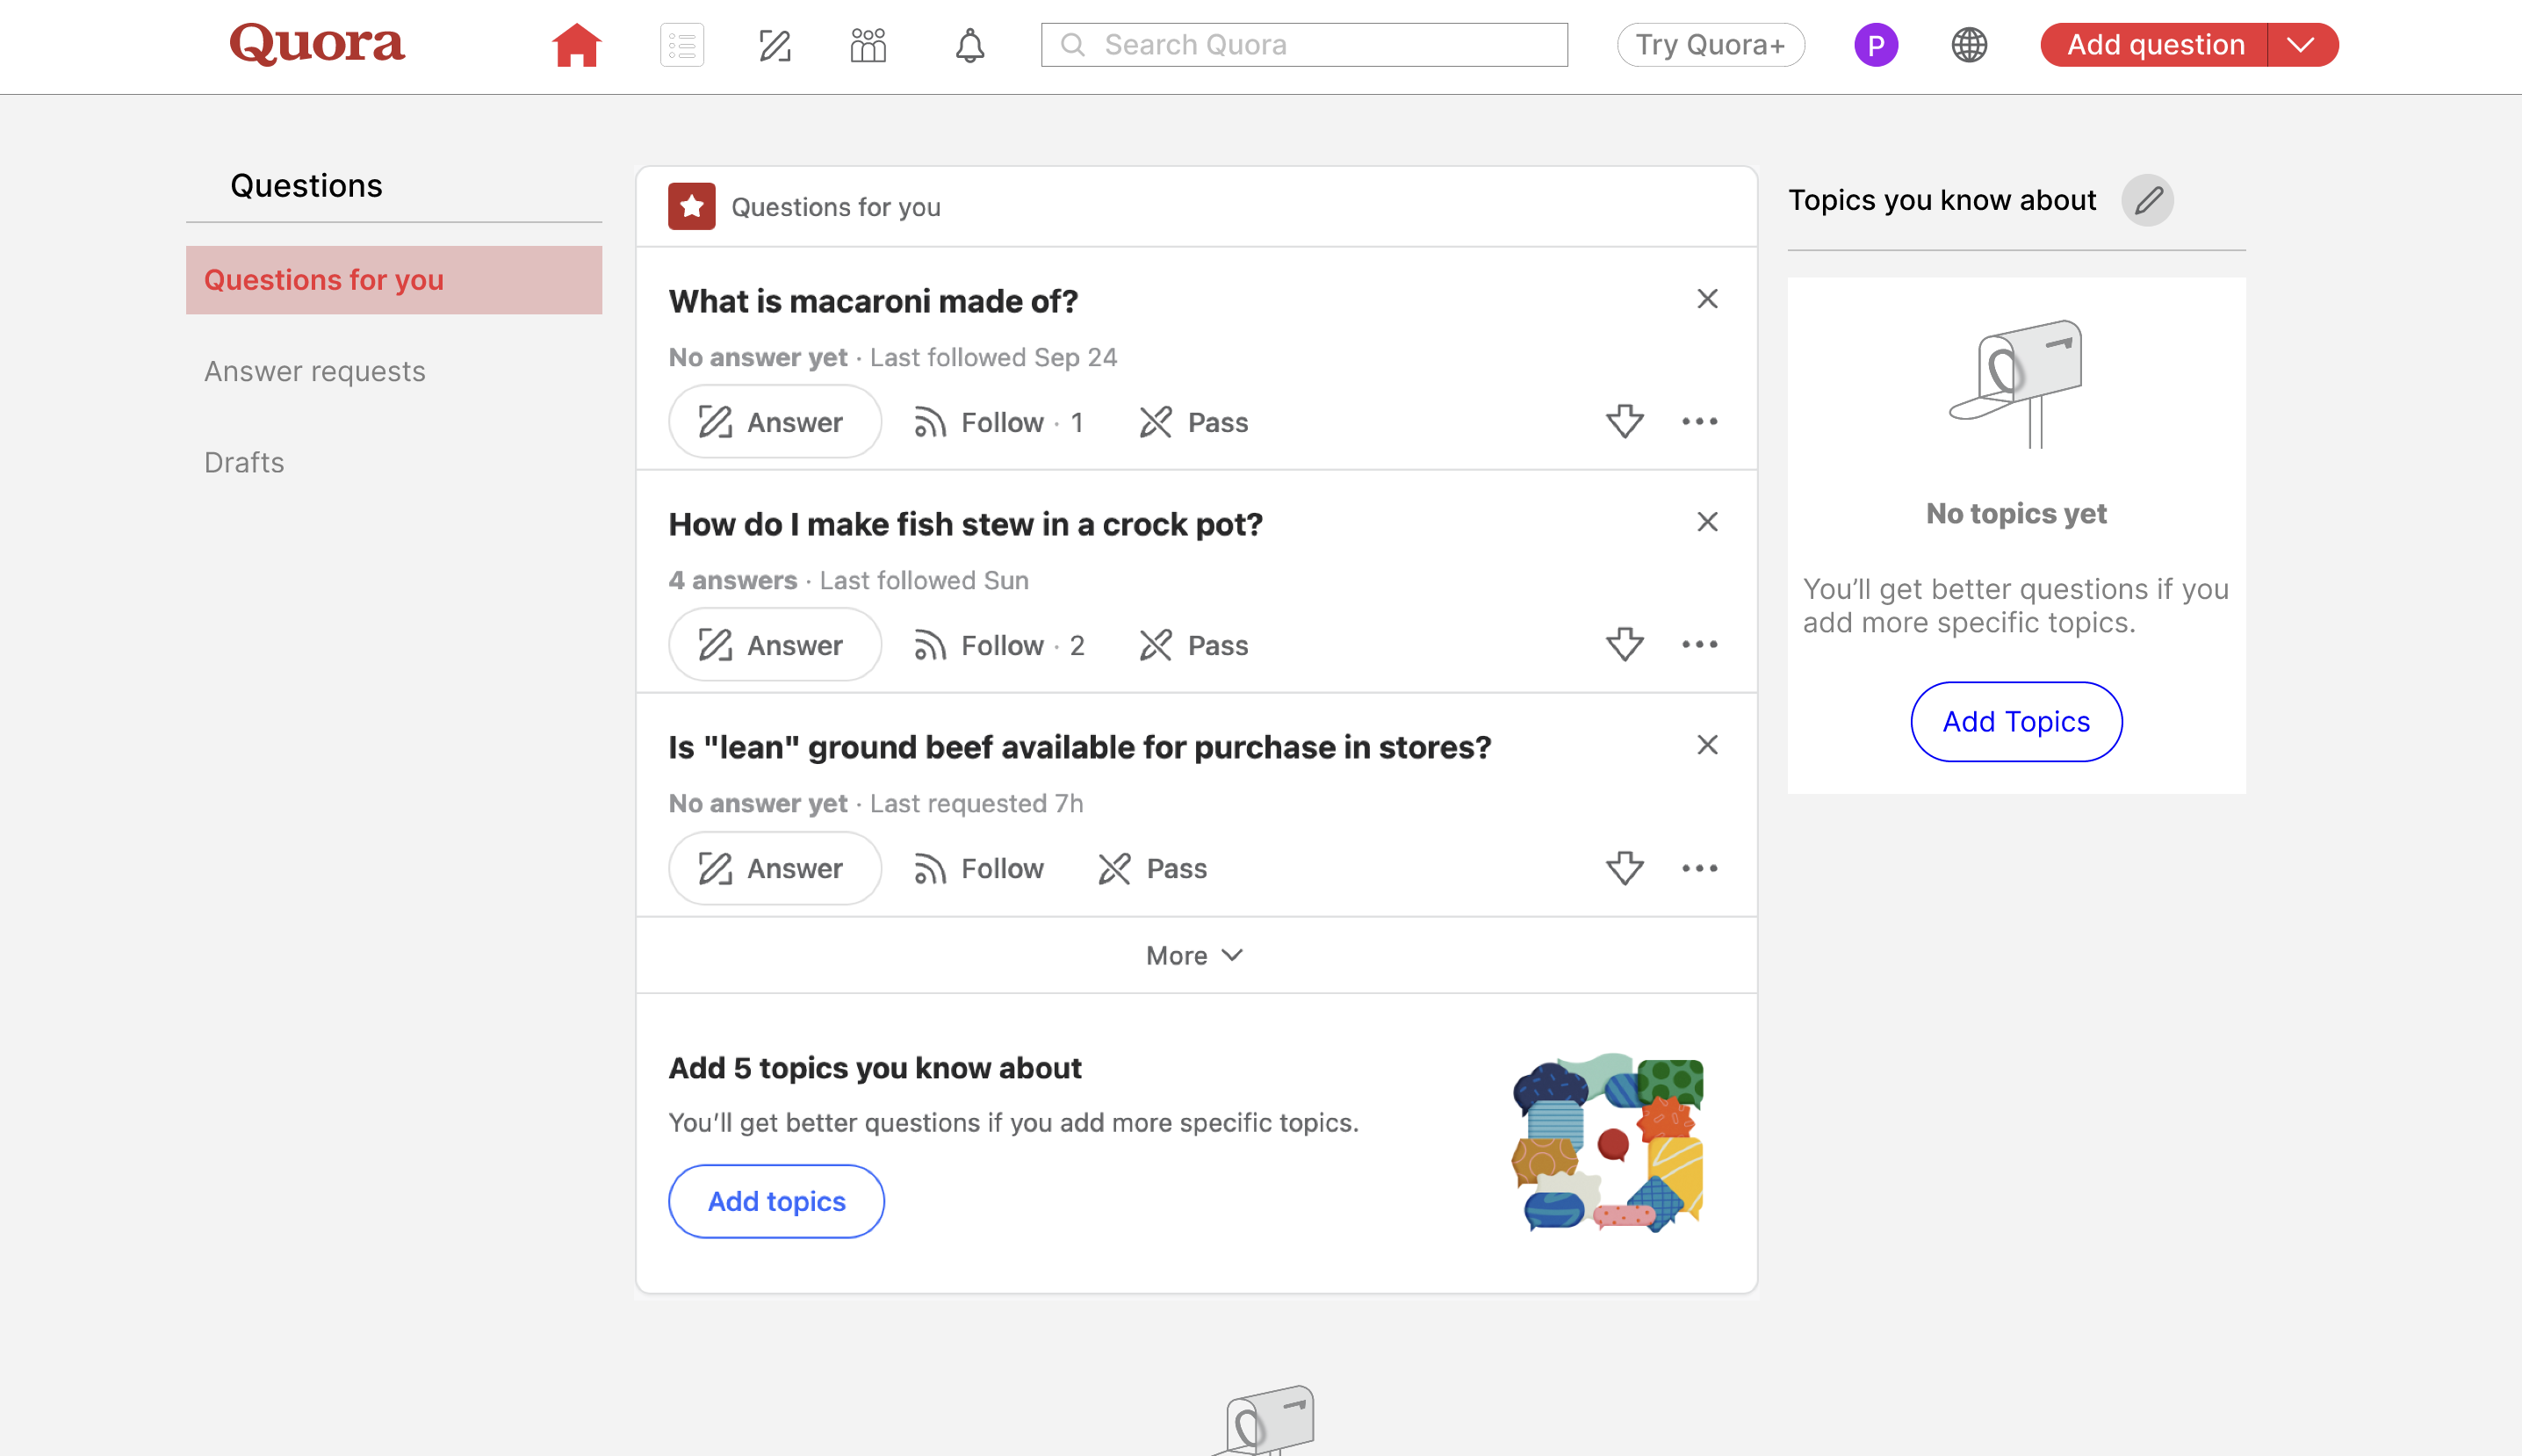 Quora
Search Quora
Try Quora+
P
Add question
Questions
Questions for you
Answer requests
Drafts
Questions for you
What is macaroni made of?
No answer yet · Last followed Sep 24
Answer Follow · 1 Pass
How do I make fish stew in a crock pot?
4 answers · Last followed Sun
Answer Follow · 2 Pass
Is "lean" ground beef available for purchase in stores?
No answer yet · Last requested 7h
Answer Follow Pass
More
Add 5 topics you know about
You'll get better questions if you add more specific topics.
Add topics
Topics you know about
No topics yet
You’ll get better questions if you
add more specific topics.
Add Topics